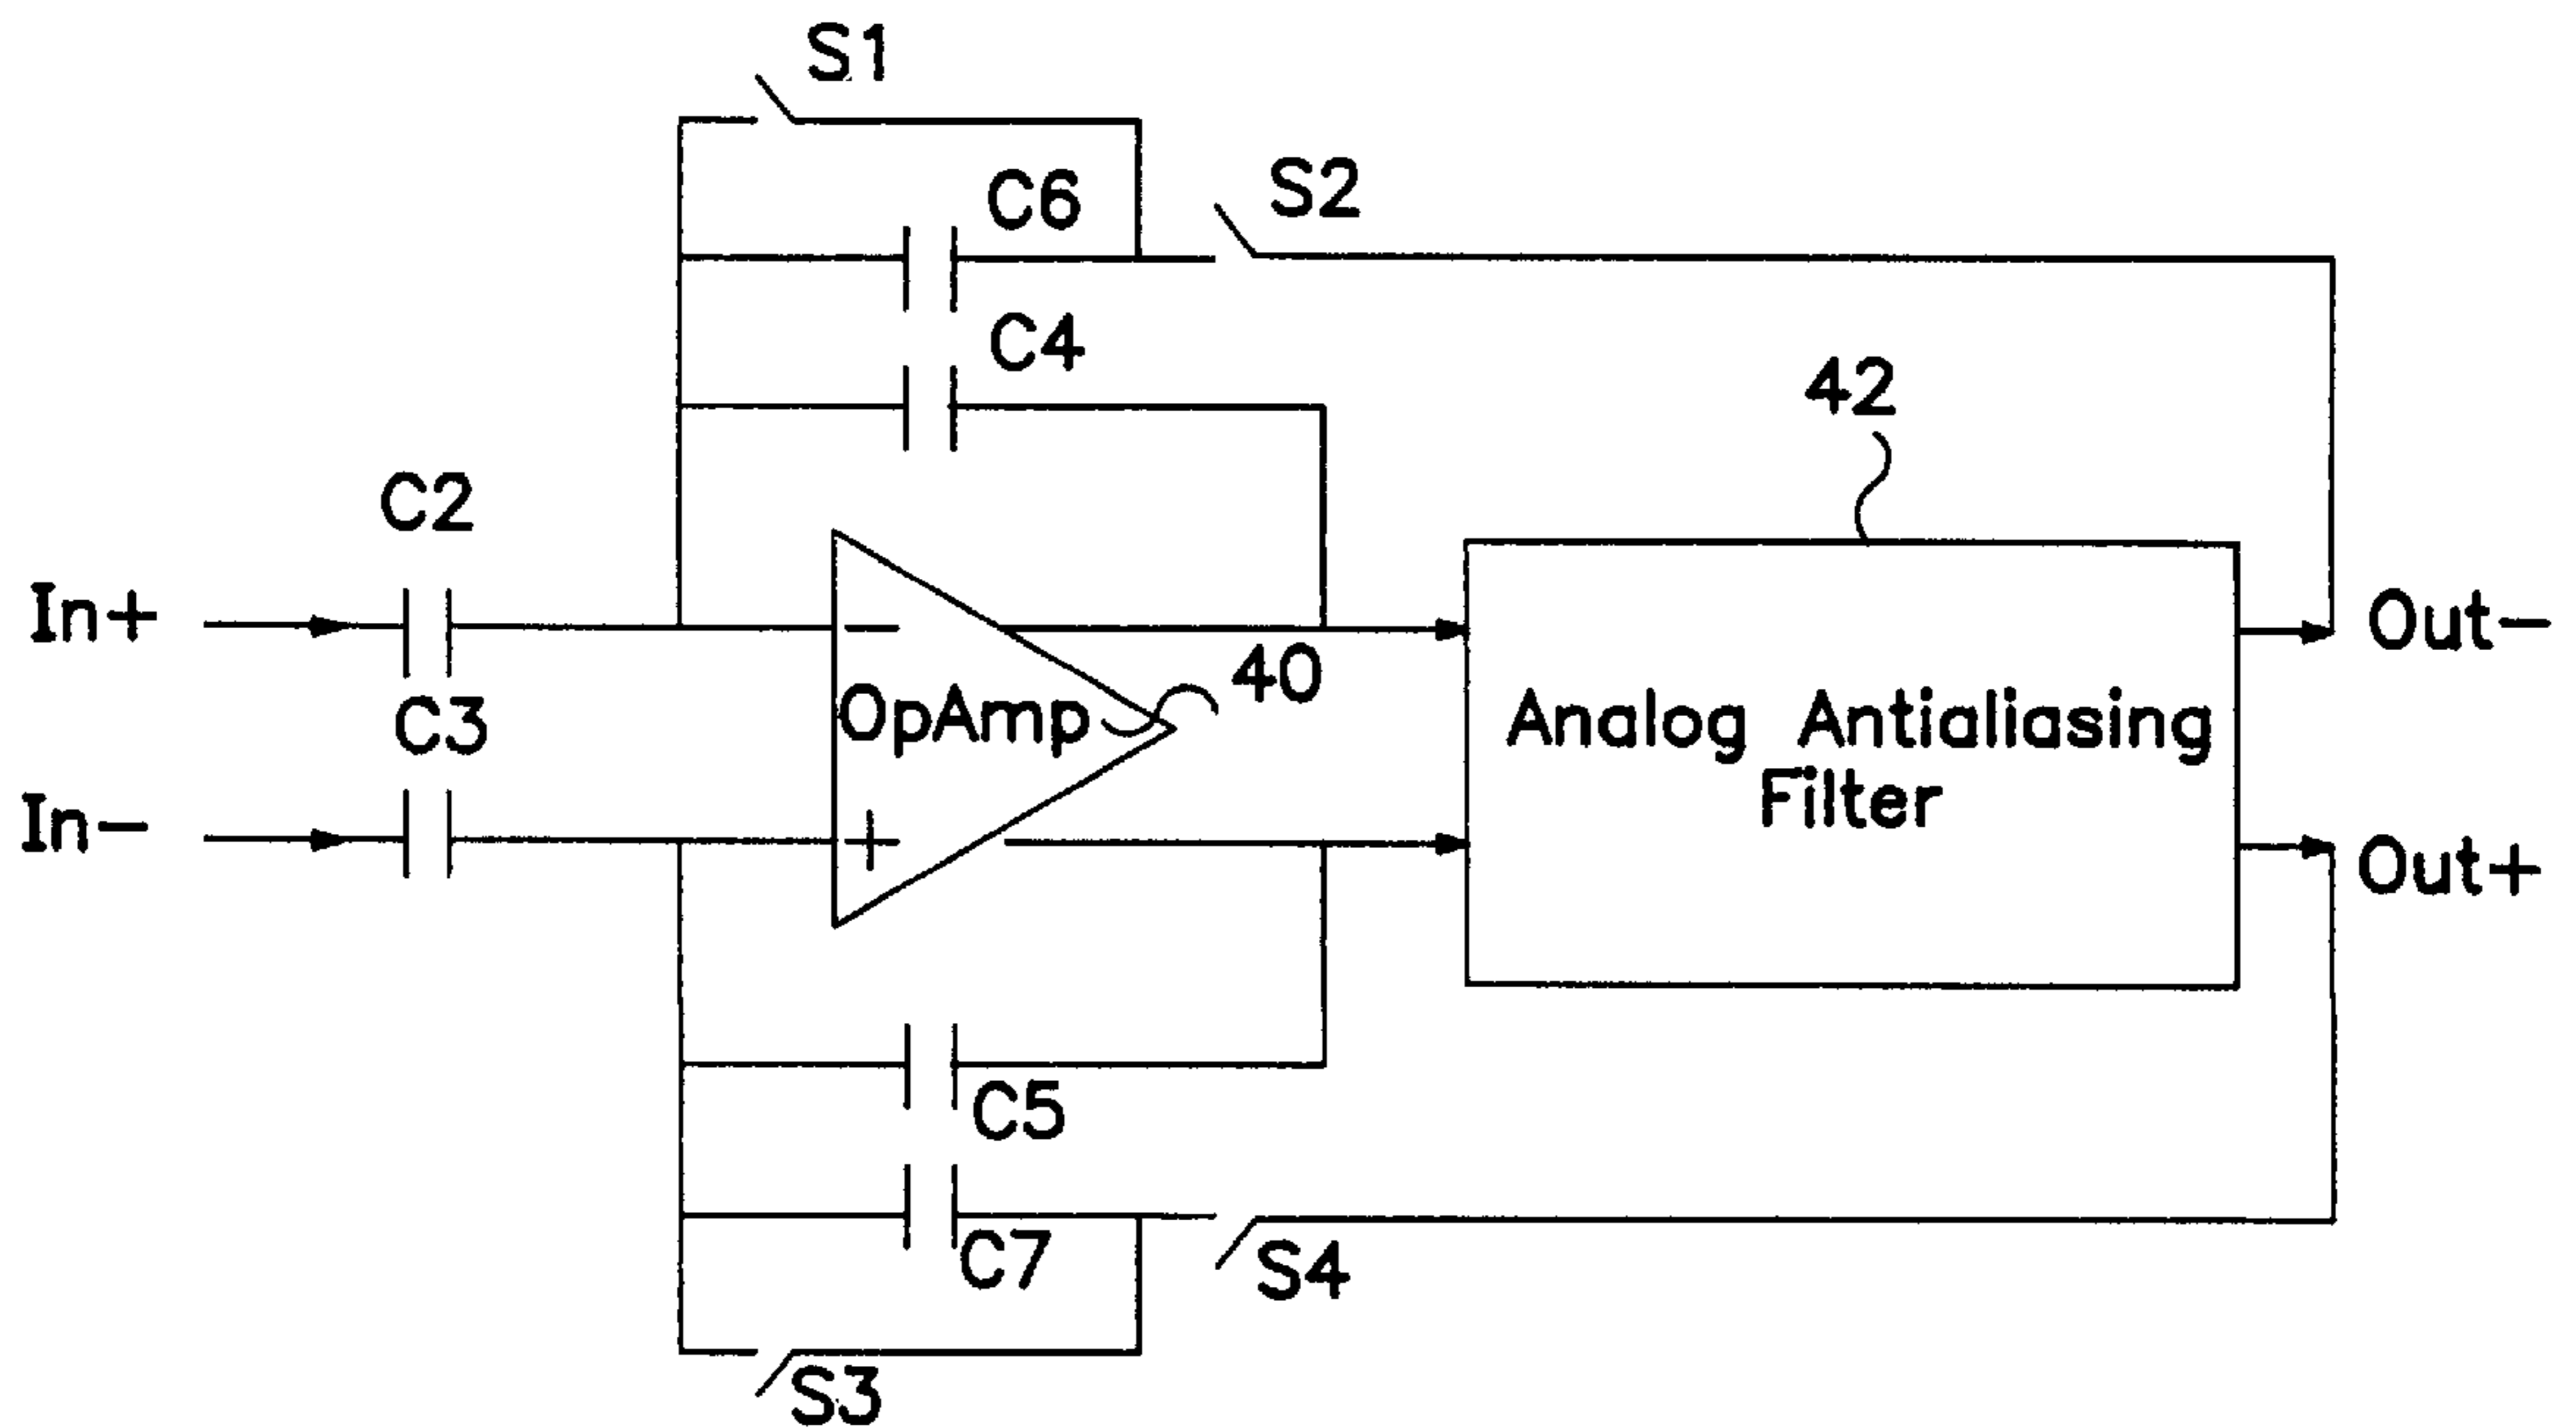 S1
C6
S2
C4
42
C2
In+
−
Out−
40
OpAmp
C3
Analog Antialiasing
Filter
In−
+
Out+
C5
C7
S4
S3